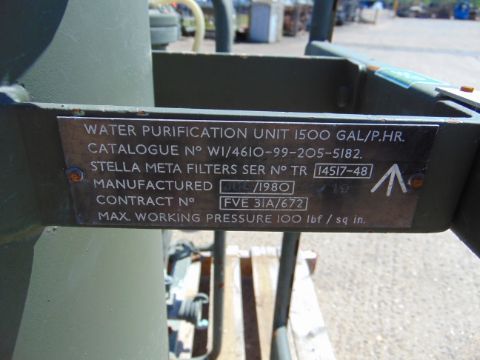 WATER PURIFICATION UNIT 1500 GAL/P.HR.
CATALOGUE Nº W1/4610-99-205-5182.
STELLA META FILTERS SER Nº TR 14517-48
MANUFACTURED /1980
CONTRACT Nº FVE 31A/672
MAX. WORKING PRESSURE 100 lbf / sq in.